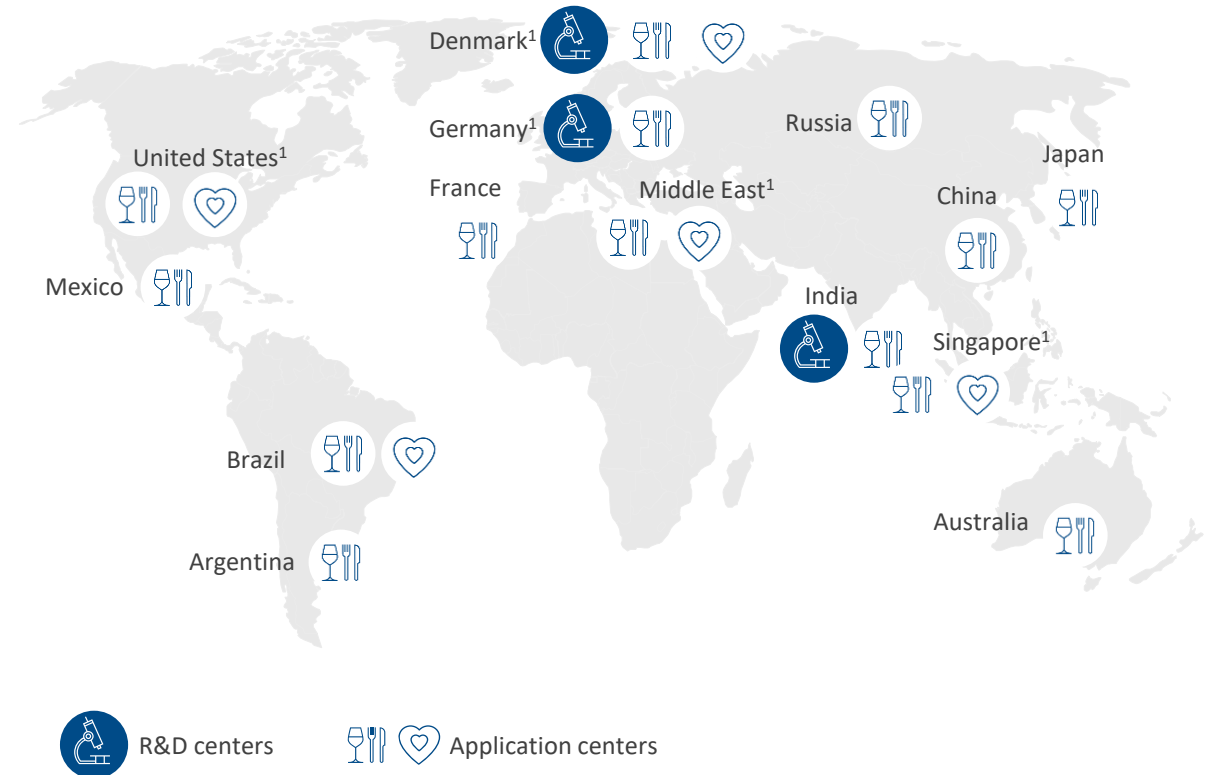 Denmark1
Germany1
Russia
United States1
Japan
France
Middle East1
China
Mexico
India
Singapore1
Brazil
Australia
Argentina
R&D centers
Application centers